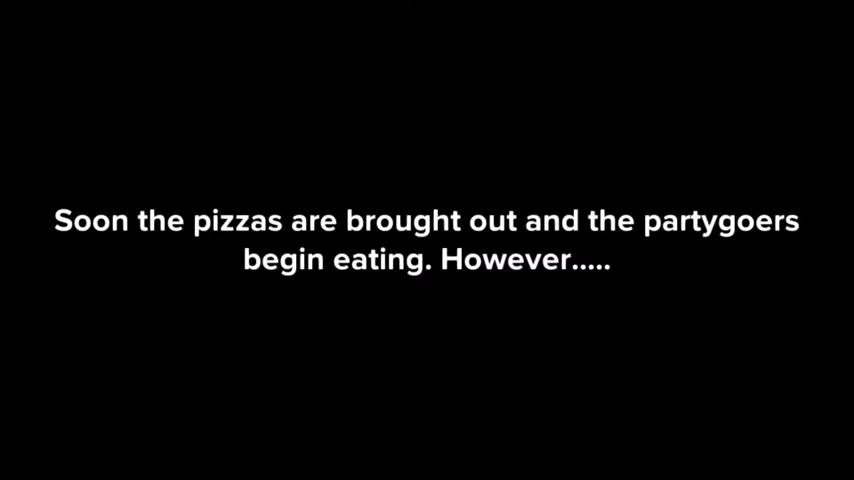 Soon the pizzas are brought out and the partygoers
begin eating. However.....